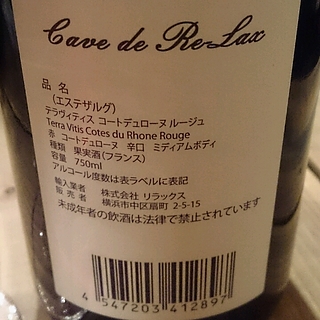 Cave de Re-Lax
品 名
（エステザルグ）
テラヴィティス コートデュローヌ ルージュ
Terra Vitis Cotes du Rhone Rouge
赤 コートデュローヌ 辛口 ミディアムボディ
種類 果実酒（フランス）
容量 750ml
アルコール度数は表ラベルに表記
輸入業者 株式会社 リラックス
販売者 横浜市中区扇町 2-5-15
未成年者の飲酒は法律で禁止されています
4 547203 412897